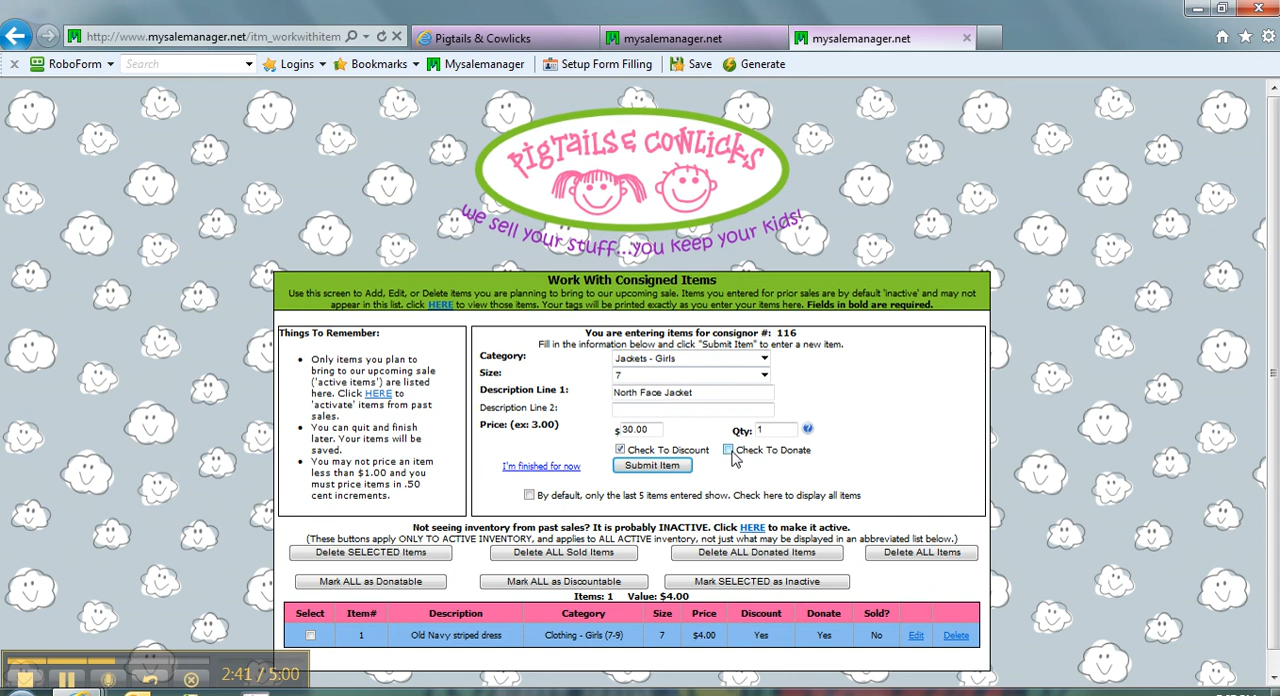 http://www.mysalemanager.net/itm_workwithitem
Pigtails & Cowlicks
mysalemanager.net
mysalemanager.net
RoboForm
Search
Logins
Bookmarks
Mysalemanager
Setup Form Filling
Save
Generate
Pigtails & Cowlicks
we sell your stuff...you keep your kids!
Work With Consigned Items
Use this screen to Add, Edit, or Delete items you are planning to bring to our upcoming sale. Items you entered for prior sales are by default 'inactive' and may not
appear in this list. click HERE to view those items. Your tags will be printed exactly as you enter your items here. Fields in bold are required.
Things To Remember:
• Only items you plan to
bring to our upcoming sale
('active items') are listed
here. Click HERE to
'activate' items from past
sales.
• You can quit and finish
later. Your items will be
saved.
• You may not price an item
less than $1.00 and you
must price items in .50
cent increments.
You are entering items for consignor #: 116
Fill in the information below and click "Submit Item" to enter a new item.
Category: Jackets - Girls
Size: 7
Description Line 1: North Face Jacket
Description Line 2:
Price: (ex: 3.00) $ 30.00 Qty: 1
Check To Discount Check To Donate
I'm finished for now Submit Item
By default, only the last 5 items entered show. Check here to display all items
Not seeing inventory from past sales? It is probably INACTIVE. Click HERE to make it active.
(These buttons apply ONLY TO ACTIVE INVENTORY, and applies to ALL ACTIVE inventory, not just what may be displayed in an abbreviated list below.)
Delete SELECTED Items Delete ALL Sold Items Delete ALL Donated Items Delete ALL Items
Mark ALL as Donatable Mark ALL as Discountable Mark SELECTED as Inactive
Items: 1 Value: $4.00
Select Item# Description Category Size Price Discount Donate Sold?
1 Old Navy striped dress Clothing - Girls (7-9) 7 $4.00 Yes Yes No Edit Delete
2:41 / 5:00